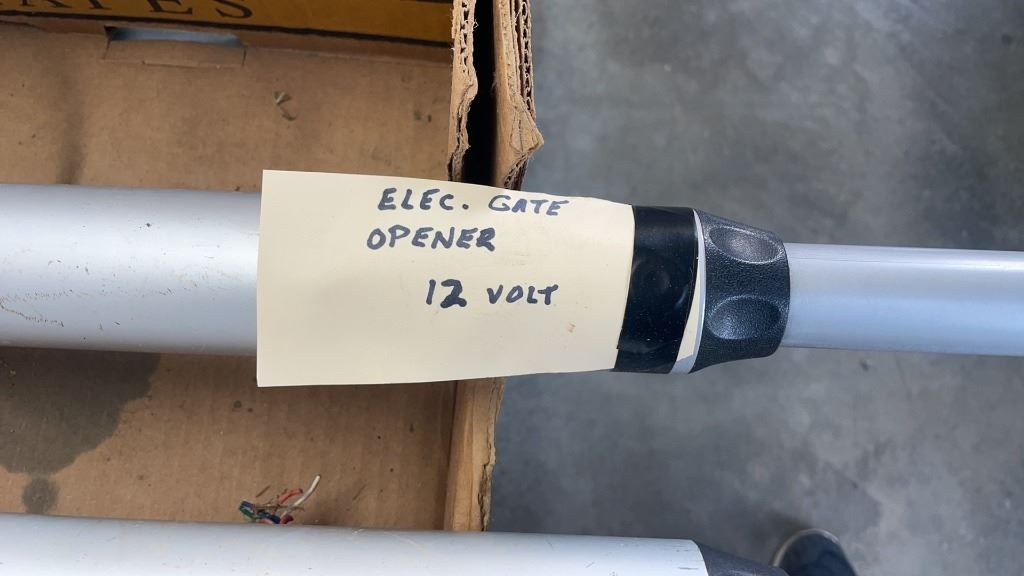 ELEC. GATE
OPENER
12 VOLT